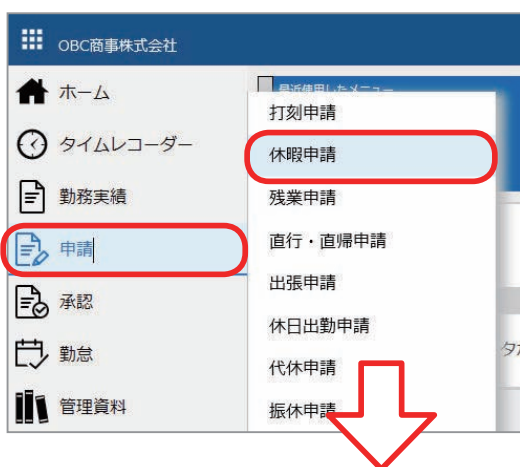 OBC商事株式会社
ホーム
タイムレコーダー
勤務実績
申請
承認
勤怠
管理資料
最近使用したメニュー
打刻申請
休暇申請
残業申請
直行・直帰申請
出張申請
休日出勤申請
代休申請
振休申請